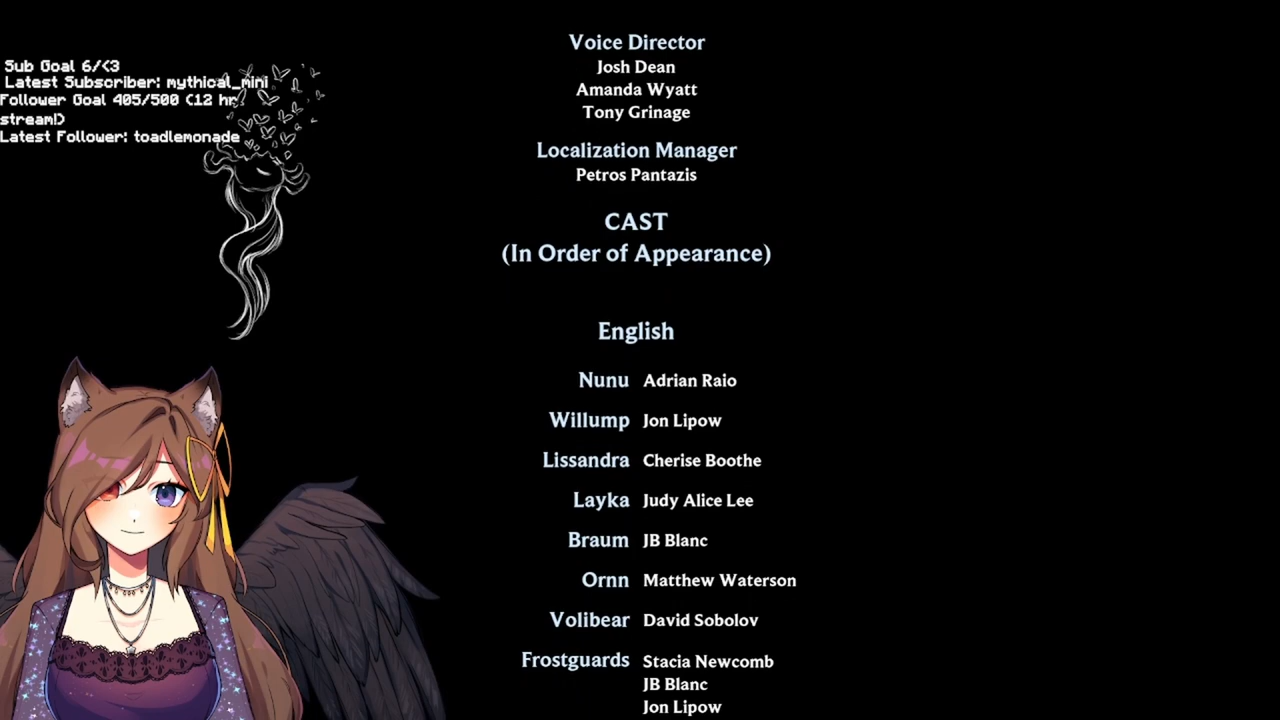 Sub Goal 6/<3
Latest Subscriber: mythical_mini
Follower Goal 405/500 (12 hr
stream!)
Latest Follower: toadlemonade
Voice Director
Josh Dean
Amanda Wyatt
Tony Grinage
Localization Manager
Petros Pantazis
CAST
(In Order of Appearance)
English
Nunu Adrian Raio
Willump Jon Lipow
Lissandra Cherise Boothe
Layka Judy Alice Lee
Braum JB Blanc
Ornn Matthew Waterson
Volibear David Sobolov
Frostguards Stacia Newcomb
JB Blanc
Jon Lipow